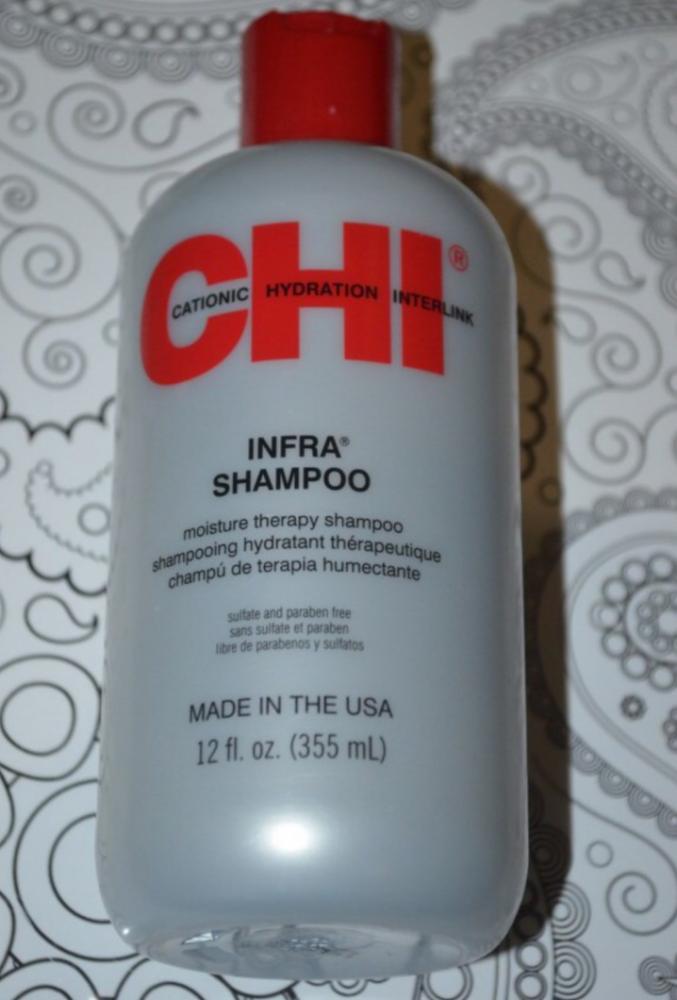 CHI®
CATIONIC HYDRATION INTERLINK
INFRA®
SHAMPOO
moisture therapy shampoo
shampooing hydratant thérapeutique
champú de terapia humectante
sulfate and paraben free
sans sulfate et paraben
libre de parabenos y sulfatos
MADE IN THE USA
12 fl. oz. (355 mL)